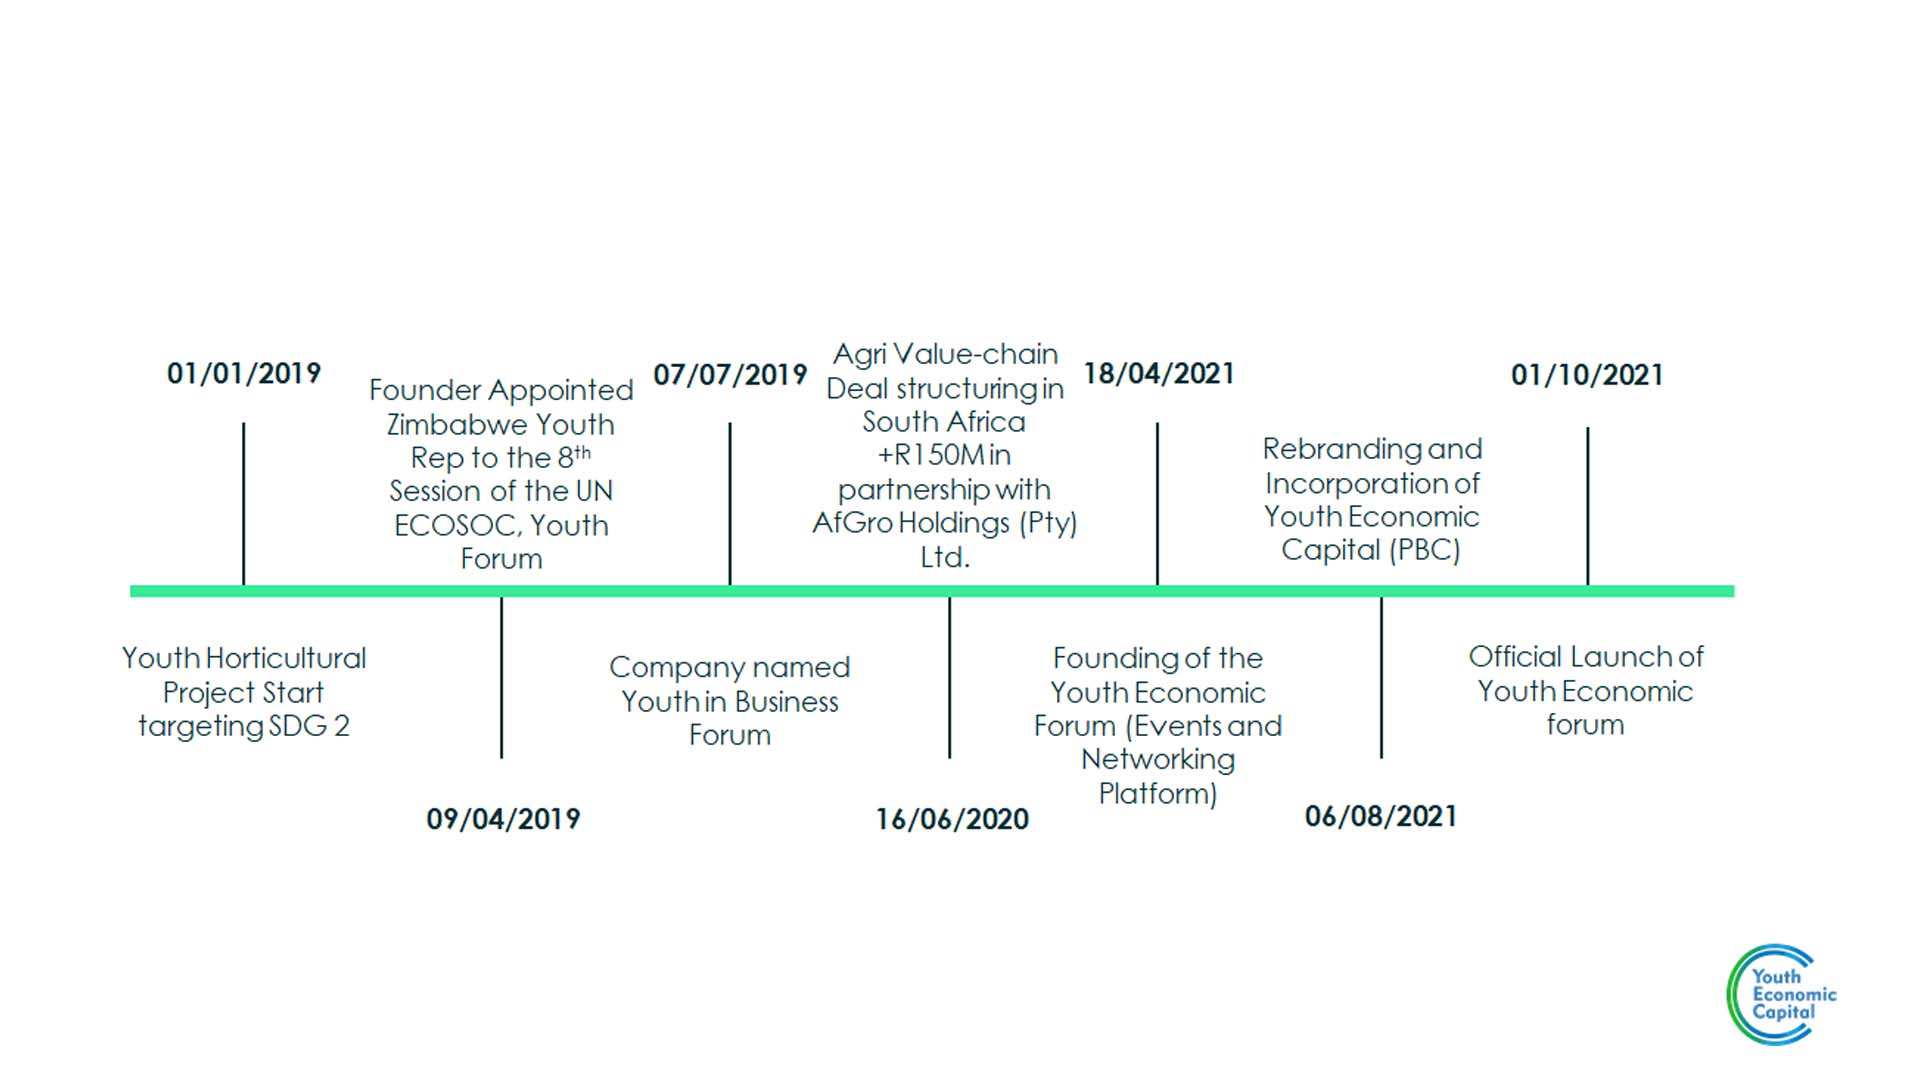 01/01/2019
Youth Horticultural
Project Start
targeting SDG 2
Founder Appointed
Zimbabwe Youth
Rep to the 8th
Session of the UN
ECOSOC, Youth
Forum
09/04/2019
07/07/2019
Company named
Youth in Business
Forum
Agri Value-chain
Deal structuring in
South Africa
+R150M in
partnership with
AfGro Holdings (Pty)
Ltd.
16/06/2020
18/04/2021
Founding of the
Youth Economic
Forum (Events and
Networking
Platform)
Rebranding and
Incorporation of
Youth Economic
Capital (PBC)
06/08/2021
01/10/2021
Official Launch of
Youth Economic
forum
Youth
Economic
Capital